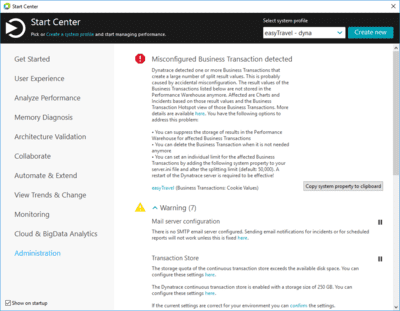 Start Center
Start Center
Pick or Create a system profile and start managing performance.
Select system profile
easyTravel - dyna
Create new
Get Started
User Experience
Analyze Performance
Memory Diagnosis
Architecture Validation
Collaborate
Automate & Extend
View Trends & Change
Monitoring
Cloud & BigData Analytics
Administration
Show on startup
Misconfigured Business Transaction detected
Dynatrace detected one or more Business Transactions that
create a large number of split result values. This is probably
caused by accidental misconfiguration. The result values of the
Business Transactions listed below are not stored in the
Performance Warehouse anymore. Affected are Charts and
Incidents based on those result values and the Business
Transaction Hotspot view of those Business Transactions. More
details are available here. You have the following options to
address this problem:
• You can suppress the storage of results in the Performance
Warehouse for affected Business Transactions
• You can delete the Business Transaction when it is not needed
anymore
• You can set an individual limit for the affected Business
Transactions by adding the following system property to your
server.ini file and alter the splitting limit (default: 50,000). A
restart of the Dynatrace server is required to be effective!
easyTravel (Business Transactions: Cookie Values)
Copy system property to clipboard
Warning (7)
Mail server configuration
There is no SMTP email server configured. Sending email notifications for incidents or for scheduled
reports will not work unless this is fixed here.
Transaction Store
The storage quota of the continuous transaction store exceeds the available disk space. You can
configure these settings here.
The Dynatrace continuous transaction store is enabled with a storage size of 250 GB. You can
configure these settings here.
If the current settings are correct for your environment you can confirm the settings.